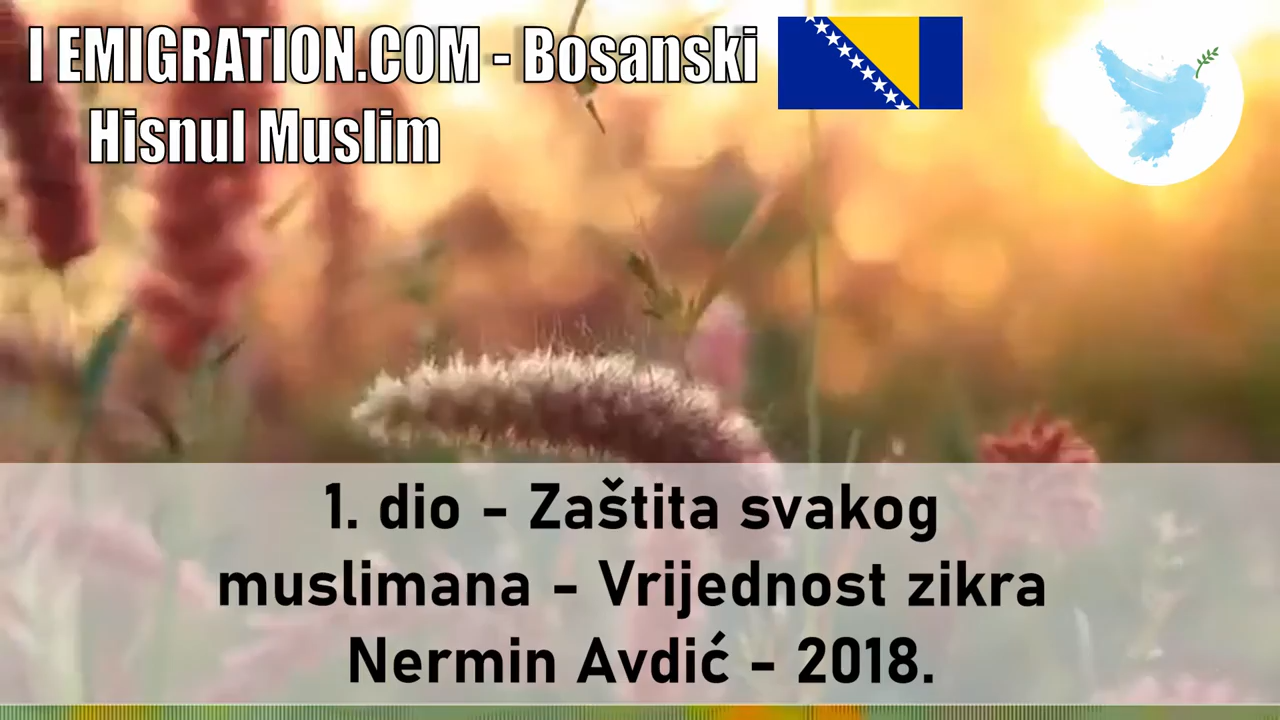 I EMIGRATION.COM - Bosanski
Hisnul Muslim
1. dio - Zaštita svakog
muslimana - Vrijednost zikra
Nermin Avdić - 2018.